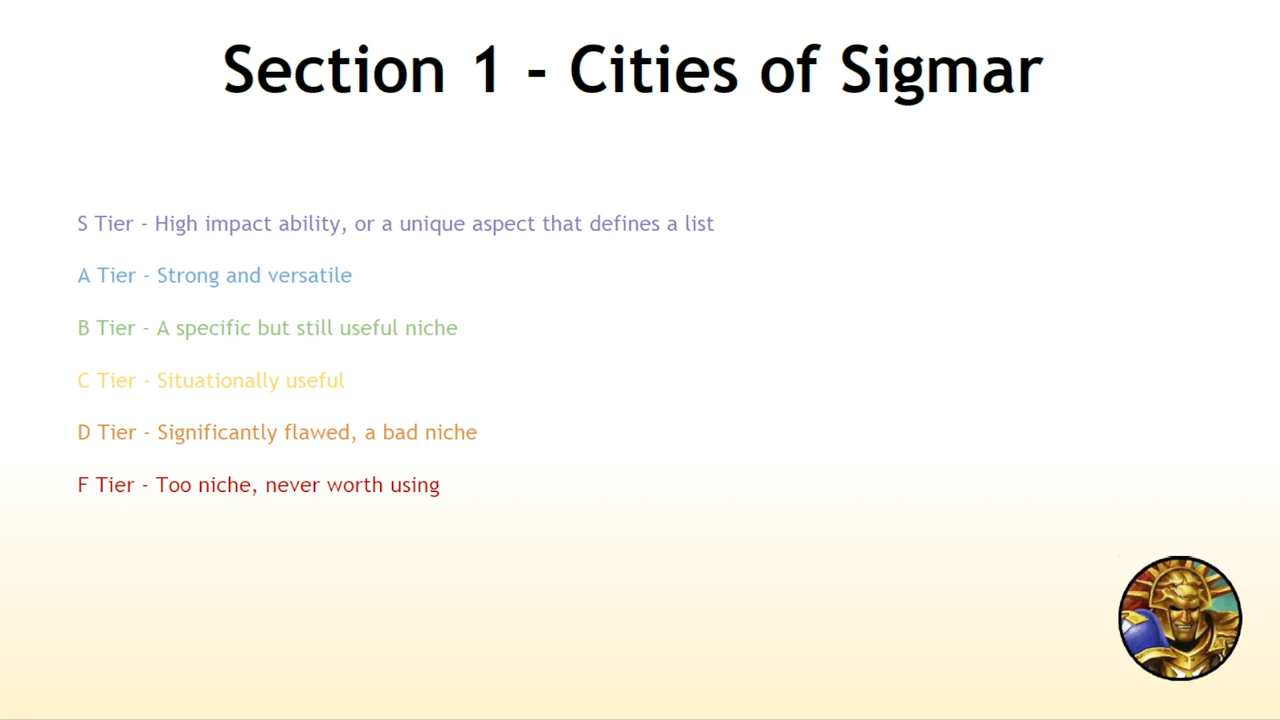 Section 1 - Cities of Sigmar
S Tier - High impact ability, or a unique aspect that defines a list
A Tier - Strong and versatile
B Tier - A specific but still useful niche
C Tier - Situationally useful
D Tier - Significantly flawed, a bad niche
F Tier - Too niche, never worth using